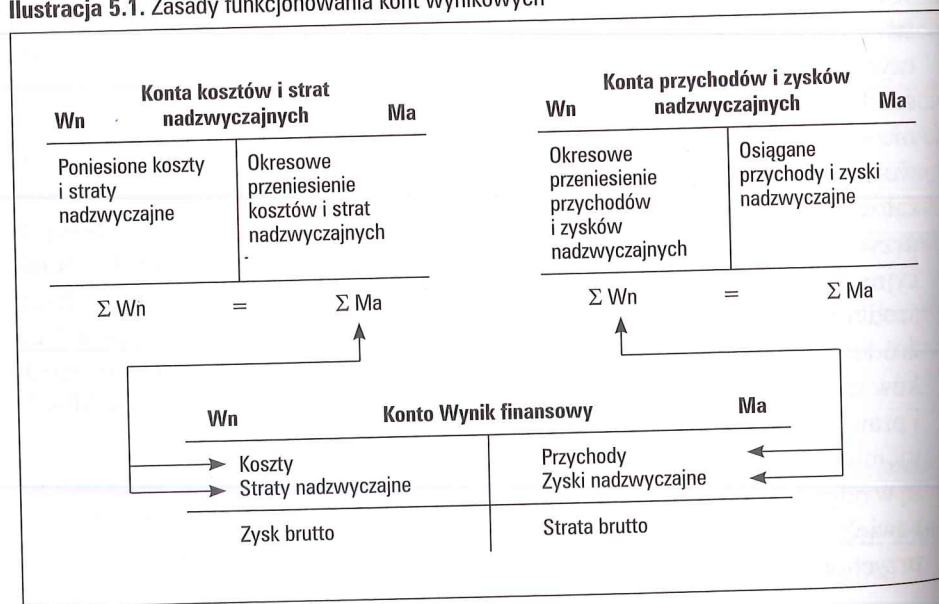 Ilustracja 5.1. Zasady funkcjonowania kont wynikowych
Konta kosztów i strat
Wn nadzwyczajnych Ma
Poniesione koszty
i straty
nadzwyczajne
Okresowe
przeniesienie
kosztów i strat
nadzwyczajnych
Σ Wn = Σ Ma
Konta przychodów i zysków
Wn nadzwyczajnych Ma
Okresowe
przeniesienie
przychodów
i zysków
nadzwyczajnych
Osiągane
przychody i zyski
nadzwyczajne
Σ Wn = Σ Ma
Wn Konto Wynik finansowy Ma
Koszty
Straty nadzwyczajne
Przychody
Zyski nadzwyczajne
Zysk brutto
Strata brutto